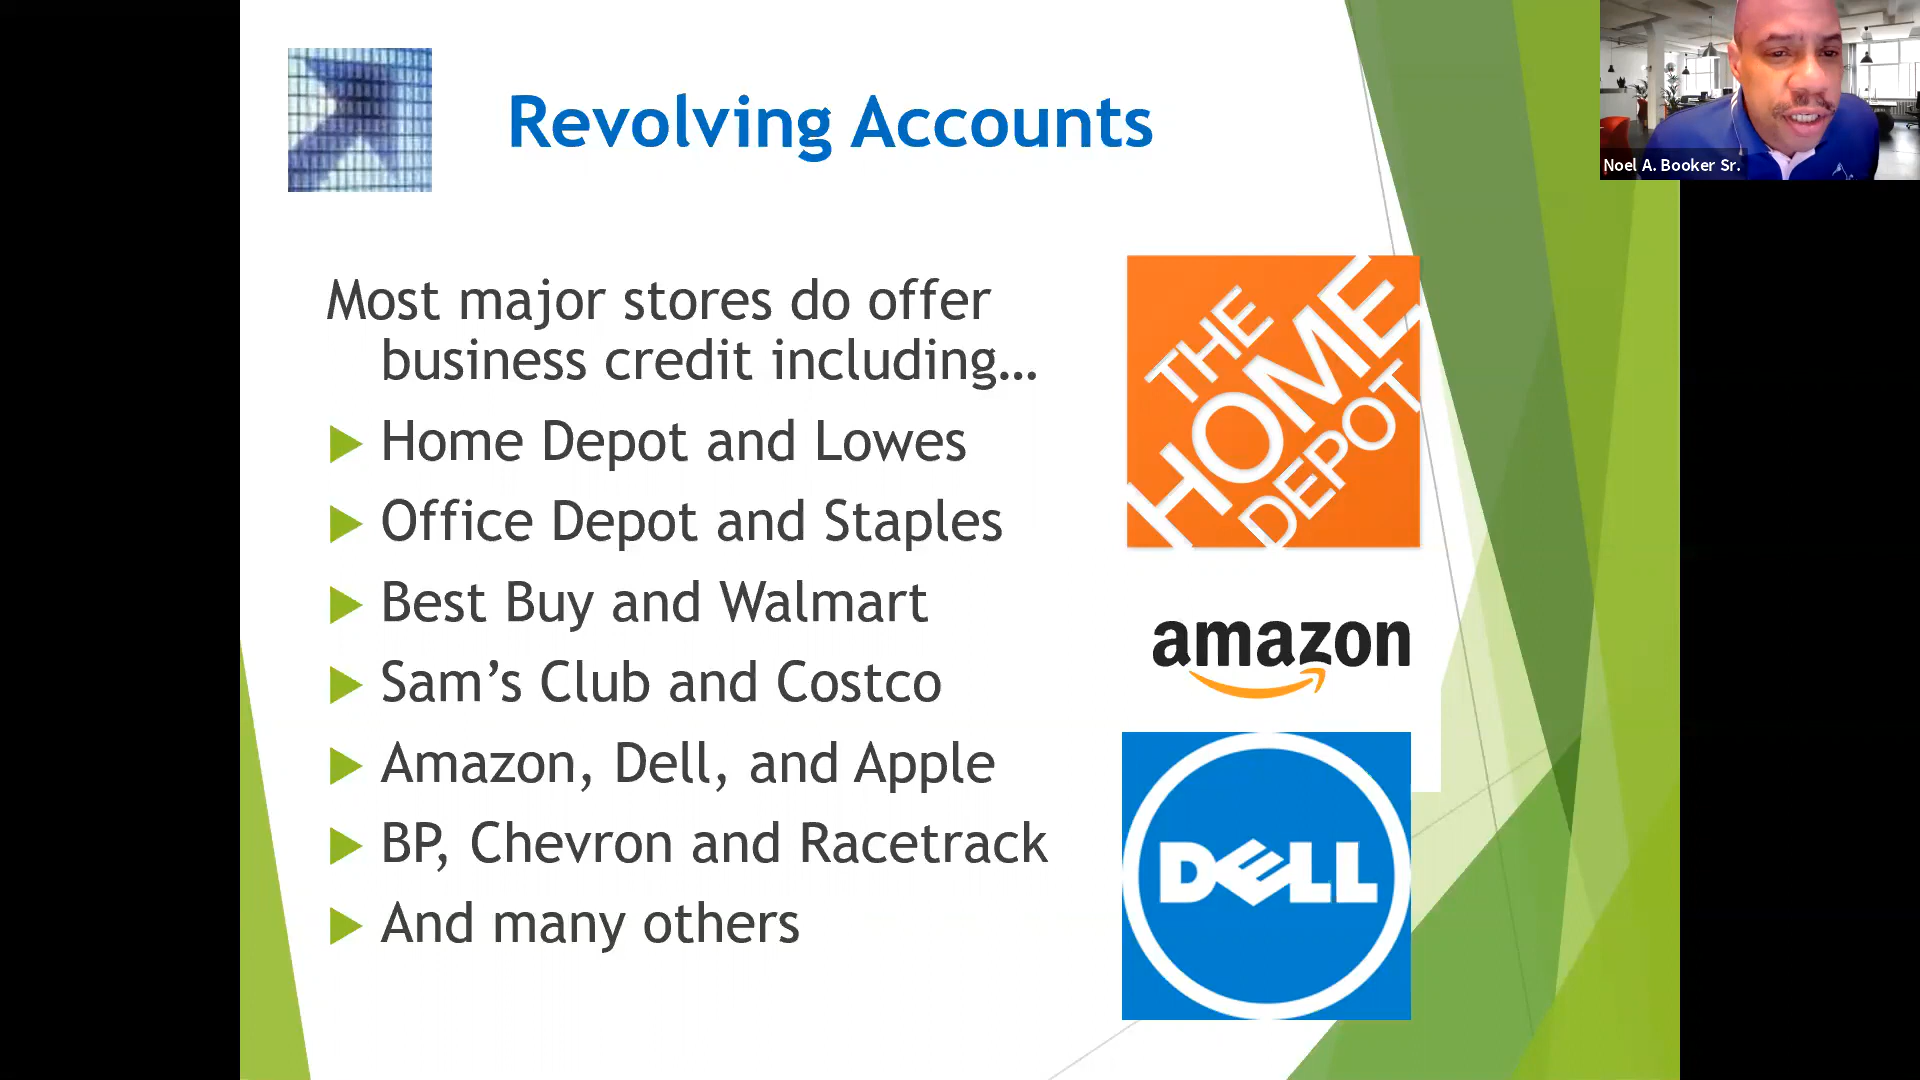 Revolving Accounts
Noel A. Booker Sr.
Most major stores do offer
business credit including...
Home Depot and Lowes
Office Depot and Staples
Best Buy and Walmart
Sam’s Club and Costco
Amazon, Dell, and Apple
BP, Chevron and Racetrack
And many others
THE
HOME
DEPOT
amazon
DELL